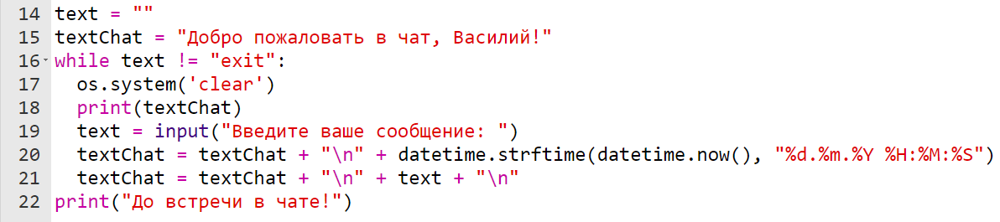 14 text = ""
15 textChat = "Добро пожаловать в чат, Василий!"
16 while text != "exit":
17   os.system('clear')
18   print(textChat)
19   text = input("Введите ваше сообщение: ")
20   textChat = textChat + "\n" + datetime.strftime(datetime.now(), "%d.%m.%Y %H:%M:%S")
21   textChat = textChat + "\n" + text + "\n"
22 print("До встречи в чате!")